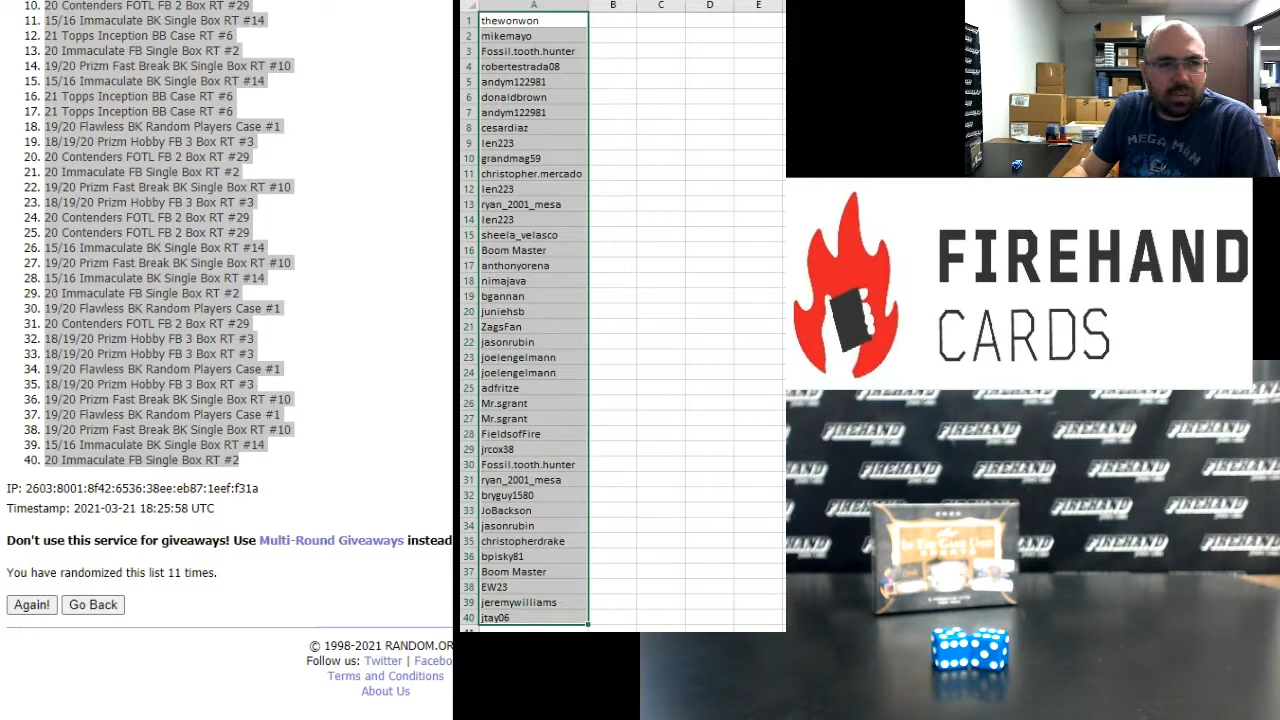 10. 20 Contenders FOTL FB 2 Box RT #29
11. 15/16 Immaculate BK Single Box RT #14
12. 21 Topps Inception BB Case RT #6
13. 20 Immaculate FB Single Box RT #2
14. 19/20 Prizm Fast Break BK Single Box RT #10
15. 15/16 Immaculate BK Single Box RT #14
16. 21 Topps Inception BB Case RT #6
17. 21 Topps Inception BB Case RT #6
18. 19/20 Flawless BK Random Players Case #1
19. 18/19/20 Prizm Hobby FB 3 Box RT #3
20. 20 Contenders FOTL FB 2 Box RT #29
21. 20 Immaculate FB Single Box RT #2
22. 19/20 Prizm Fast Break BK Single Box RT #10
23. 18/19/20 Prizm Hobby FB 3 Box RT #3
24. 20 Contenders FOTL FB 2 Box RT #29
25. 20 Contenders FOTL FB 2 Box RT #29
26. 15/16 Immaculate BK Single Box RT #14
27. 19/20 Prizm Fast Break BK Single Box RT #10
28. 15/16 Immaculate BK Single Box RT #14
29. 20 Immaculate FB Single Box RT #2
30. 19/20 Flawless BK Random Players Case #1
31. 20 Contenders FOTL FB 2 Box RT #29
32. 18/19/20 Prizm Hobby FB 3 Box RT #3
33. 18/19/20 Prizm Hobby FB 3 Box RT #3
34. 19/20 Flawless BK Random Players Case #1
35. 18/19/20 Prizm Hobby FB 3 Box RT #3
36. 19/20 Prizm Fast Break BK Single Box RT #10
37. 19/20 Flawless BK Random Players Case #1
38. 19/20 Prizm Fast Break BK Single Box RT #10
39. 15/16 Immaculate BK Single Box RT #14
40. 20 Immaculate FB Single Box RT #2
IP: 2603:8001:8f42:6536:38ee:eb87:1eef:f31a
Timestamp: 2021-03-21 18:25:58 UTC
Don't use this service for giveaways! Use Multi-Round Giveaways instead
You have randomized this list 11 times.
Again! Go Back
© 1998-2021 RANDOM.OR
Follow us: Twitter | Facebo
Terms and Conditions
About Us
A B C D E
1 thewonwon
2 mikemayo
3 Fossil.tooth.hunter
4 robertestrada08
5 andym122981
6 donaldbrown
7 andym122981
8 cesardiaz
9 len223
10 grandmag59
11 christopher.mercado
12 len223
13 ryan_2001_mesa
14 len223
15 sheela_velasco
16 Boom Master
17 anthonyorena
18 nimajava
19 bgannan
20 juniehsb
21 ZagsFan
22 jasonrubin
23 joelengelmann
24 joelengelmann
25 adfritze
26 Mr.sgrant
27 Mr.sgrant
28 FieldsofFire
29 jrcox38
30 Fossil.tooth.hunter
31 ryan_2001_mesa
32 bryguy1580
33 JoBackson
34 jasonrubin
35 christopherdrake
36 bpisky81
37 Boom Master
38 EW23
39 jeremywilliams
40 jtay06
MEGA MAN
FIREHAND
CARDS
FIREHAND
FIREHAND
FIREHAND
FIREHAND
FIREHAND
FIREHAND
FIREHAND
IN THE GAME USED
SPORTS